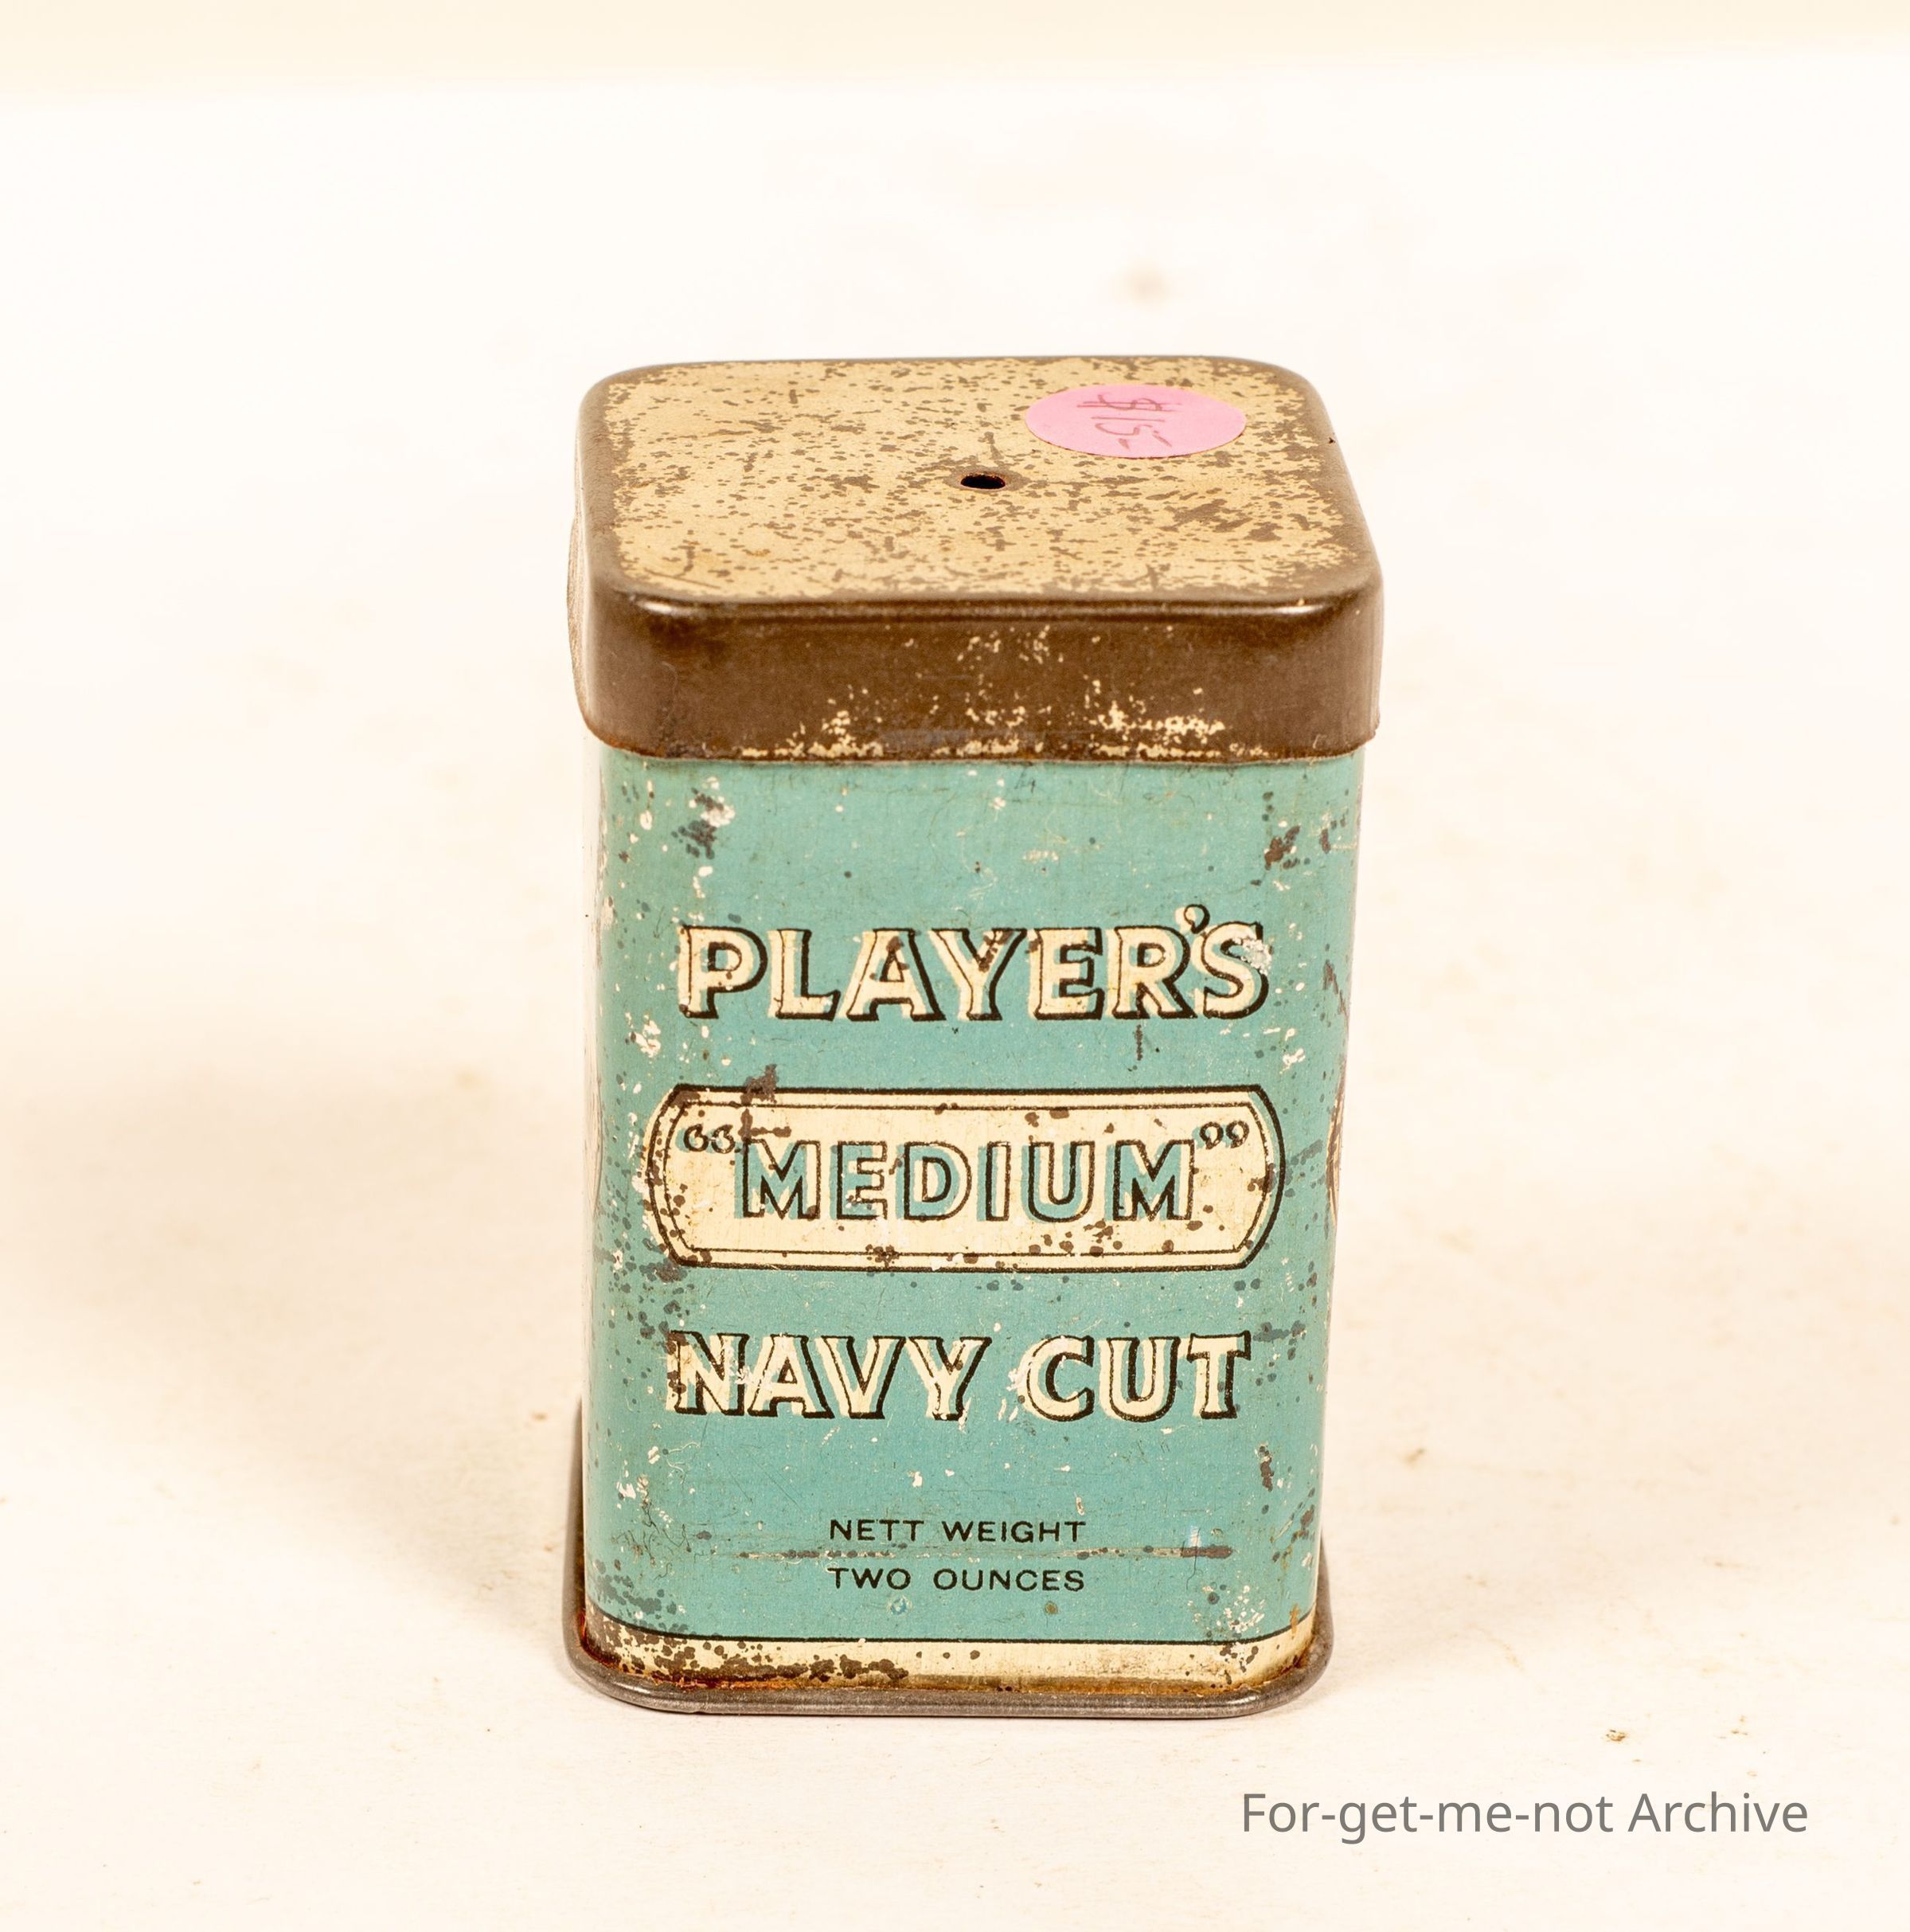 $15-
PLAYER'S
“MEDIUM”
NAVY CUT
NETT WEIGHT
TWO OUNCES
For-get-me-not Archive